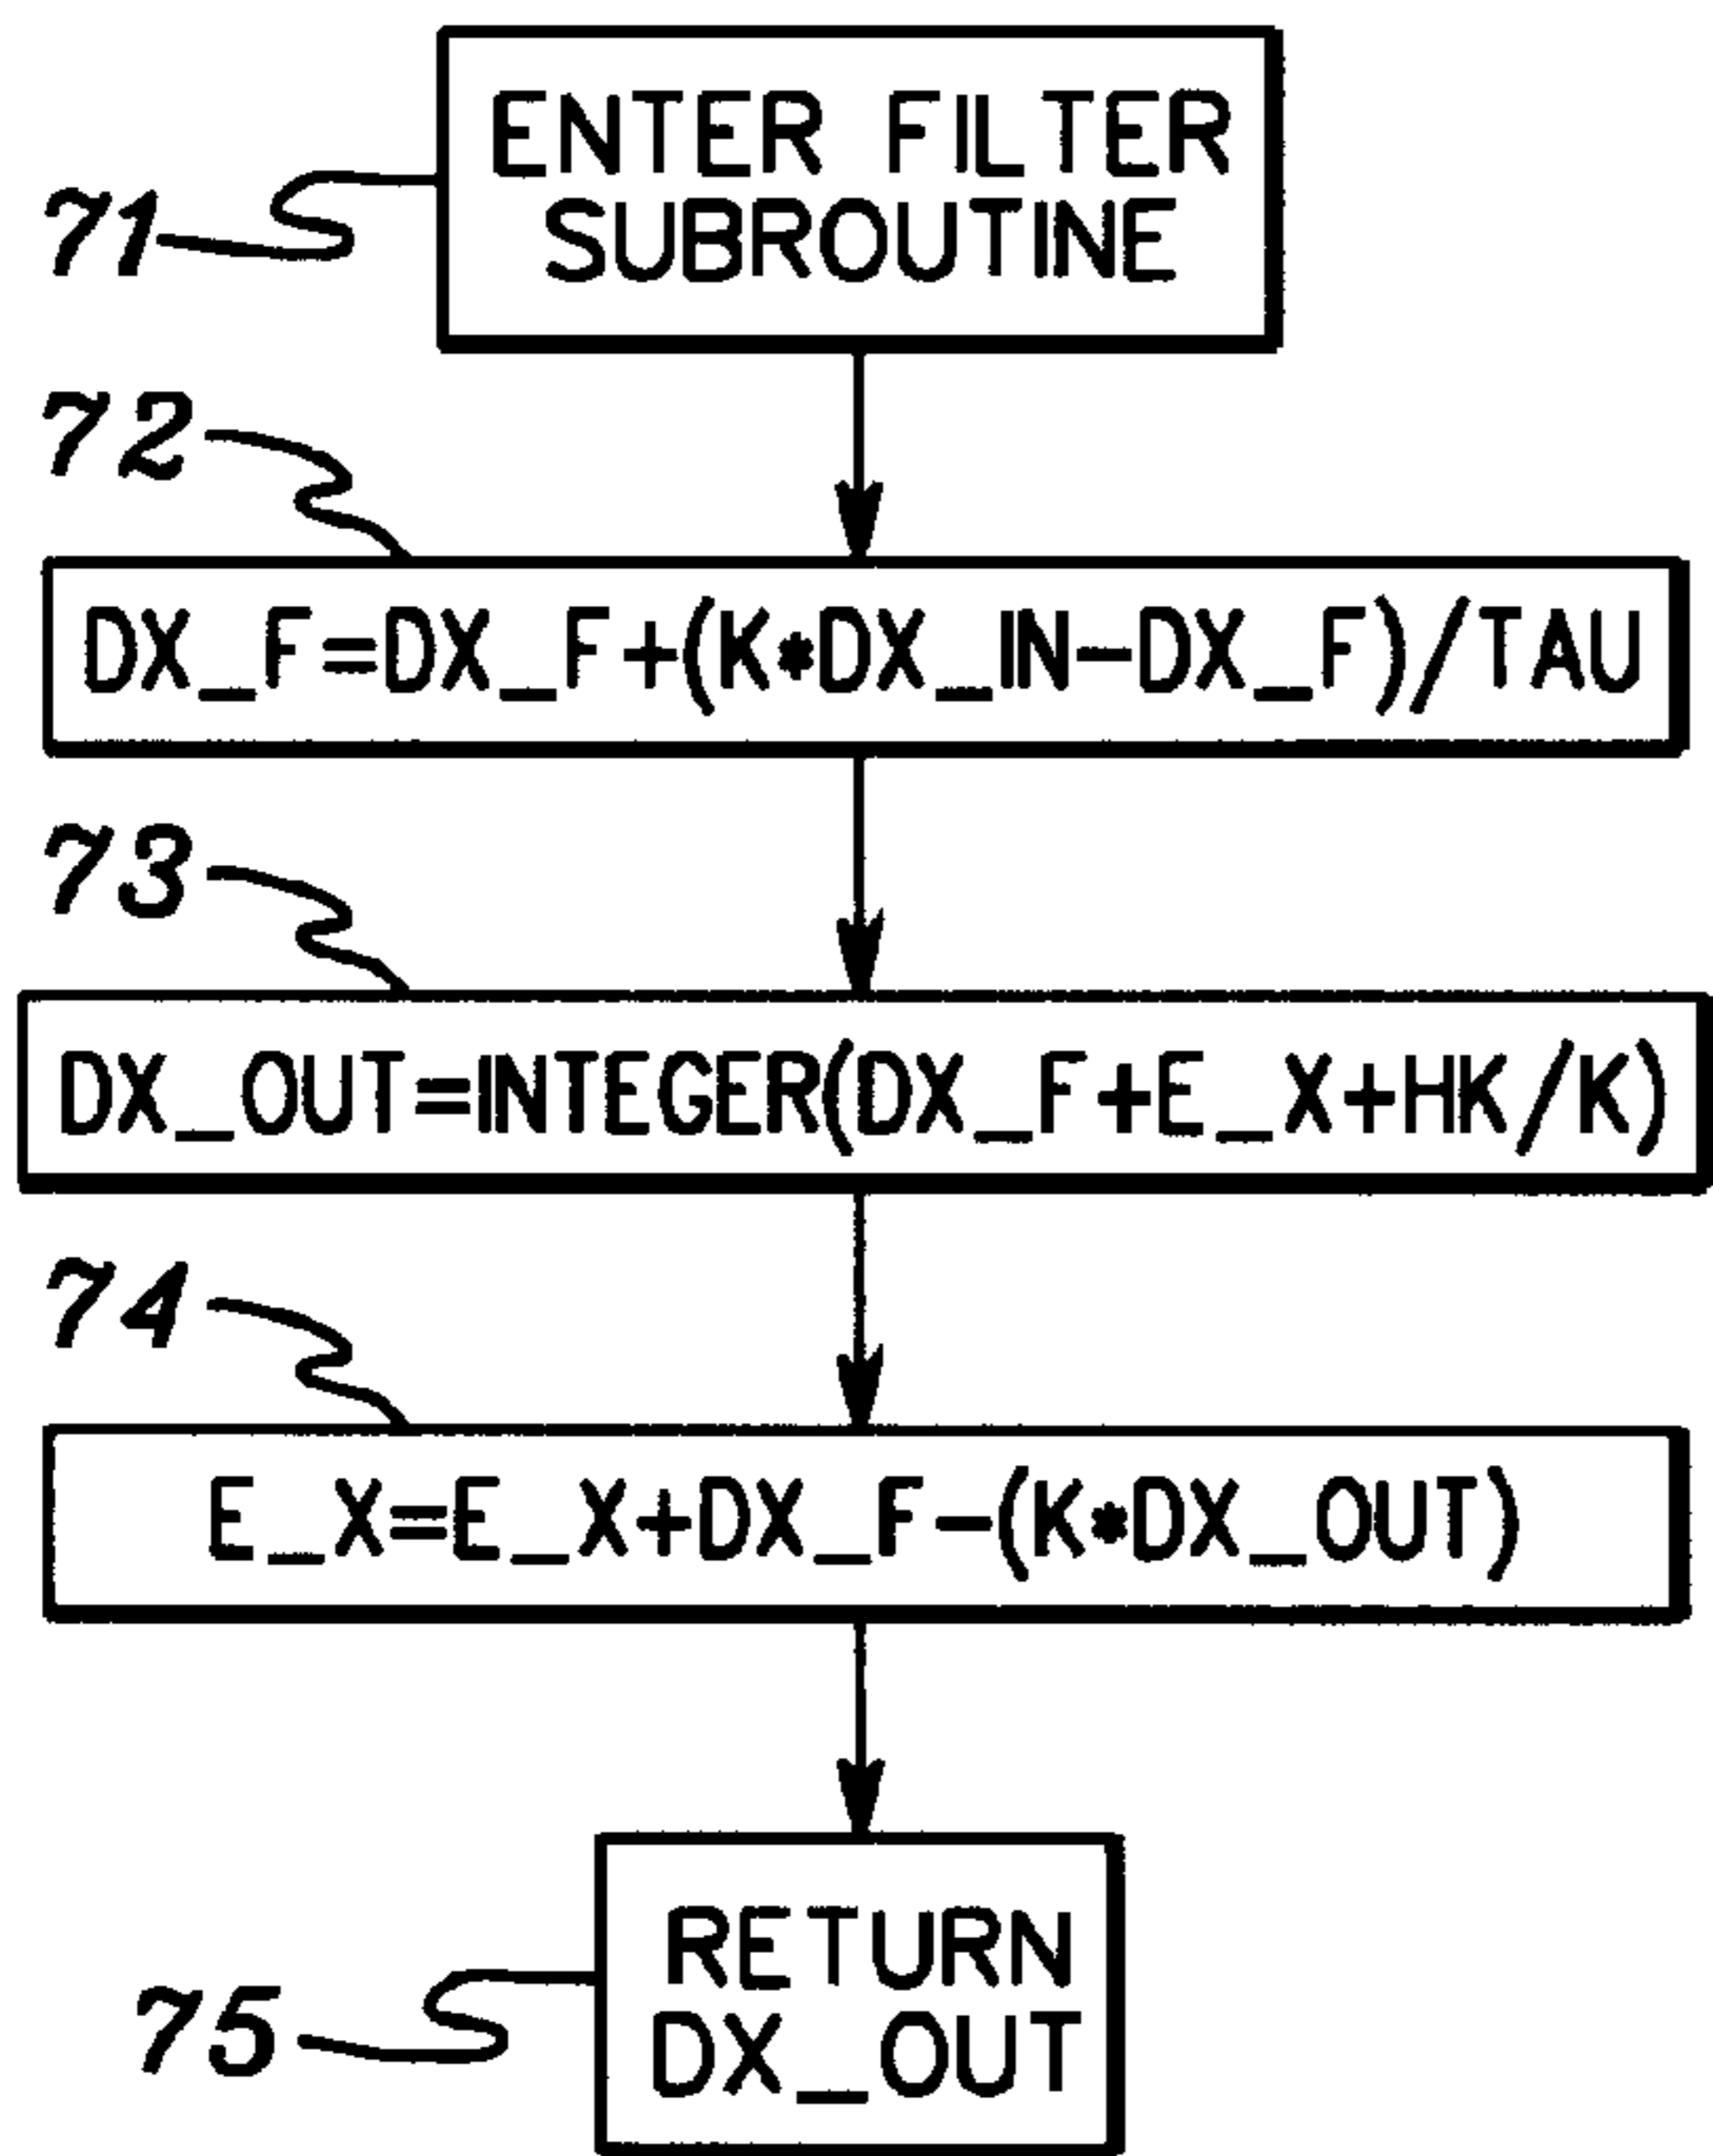 71
ENTER FILTER
SUBROUTINE
72
DX_F=DX_F+(K*DX_IN-DX_F)/TAU
73
DX_OUT=INTEGER(DX_F+E_X+HK/K)
74
E_X=E_X+DX_F-(K*DX_OUT)
75
RETURN
DX_OUT